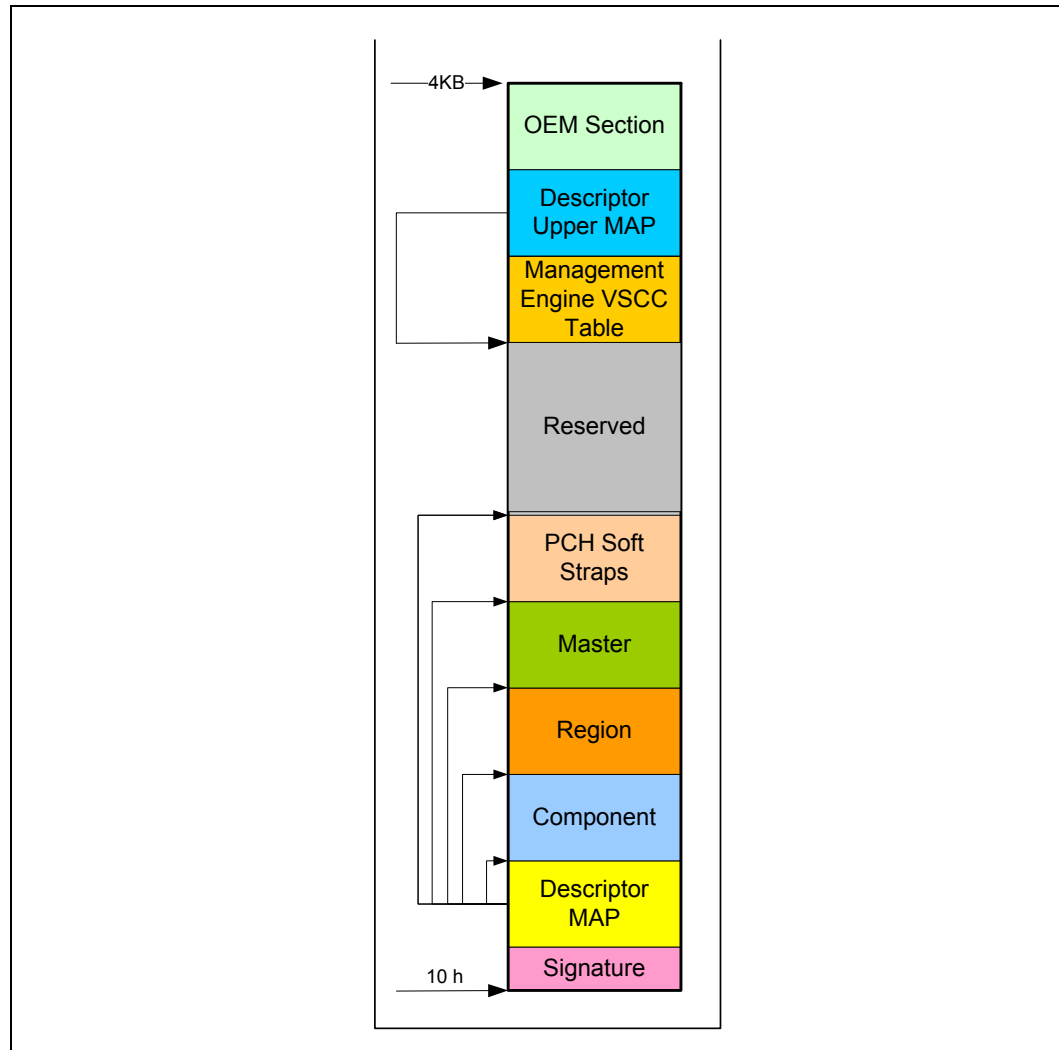 4KB
OEM Section
Descriptor
Upper MAP
Management
Engine VSCC
Table
Reserved
PCH Soft
Straps
Master
Region
Component
Descriptor
MAP
Signature
10 h